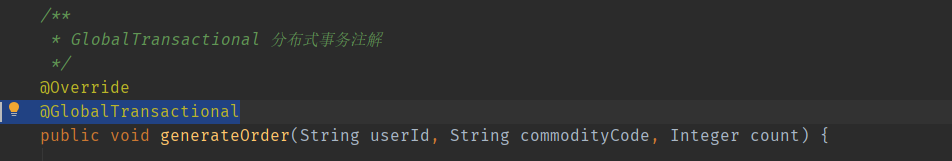 /**
* GlobalTransactional 分布式事务注解
*/
@Override
@GlobalTransactional
public void generateOrder(String userId, String commodityCode, Integer count) {